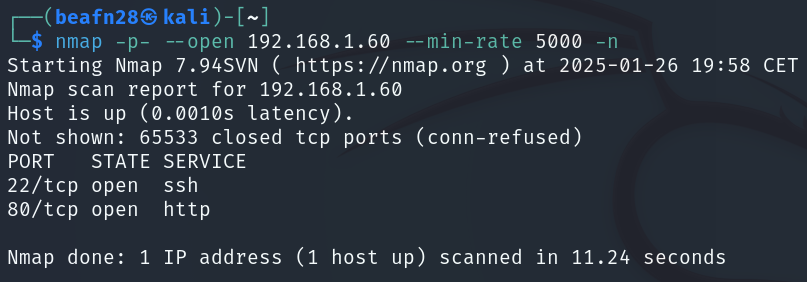 ┌──(beafn28㉿kali)-[~]
└─$ nmap -p- --open 192.168.1.60 --min-rate 5000 -n
Starting Nmap 7.94SVN ( https://nmap.org ) at 2025-01-26 19:58 CET
Nmap scan report for 192.168.1.60
Host is up (0.0010s latency).
Not shown: 65533 closed tcp ports (conn-refused)
PORT   STATE SERVICE
22/tcp open  ssh
80/tcp open  http
Nmap done: 1 IP address (1 host up) scanned in 11.24 seconds